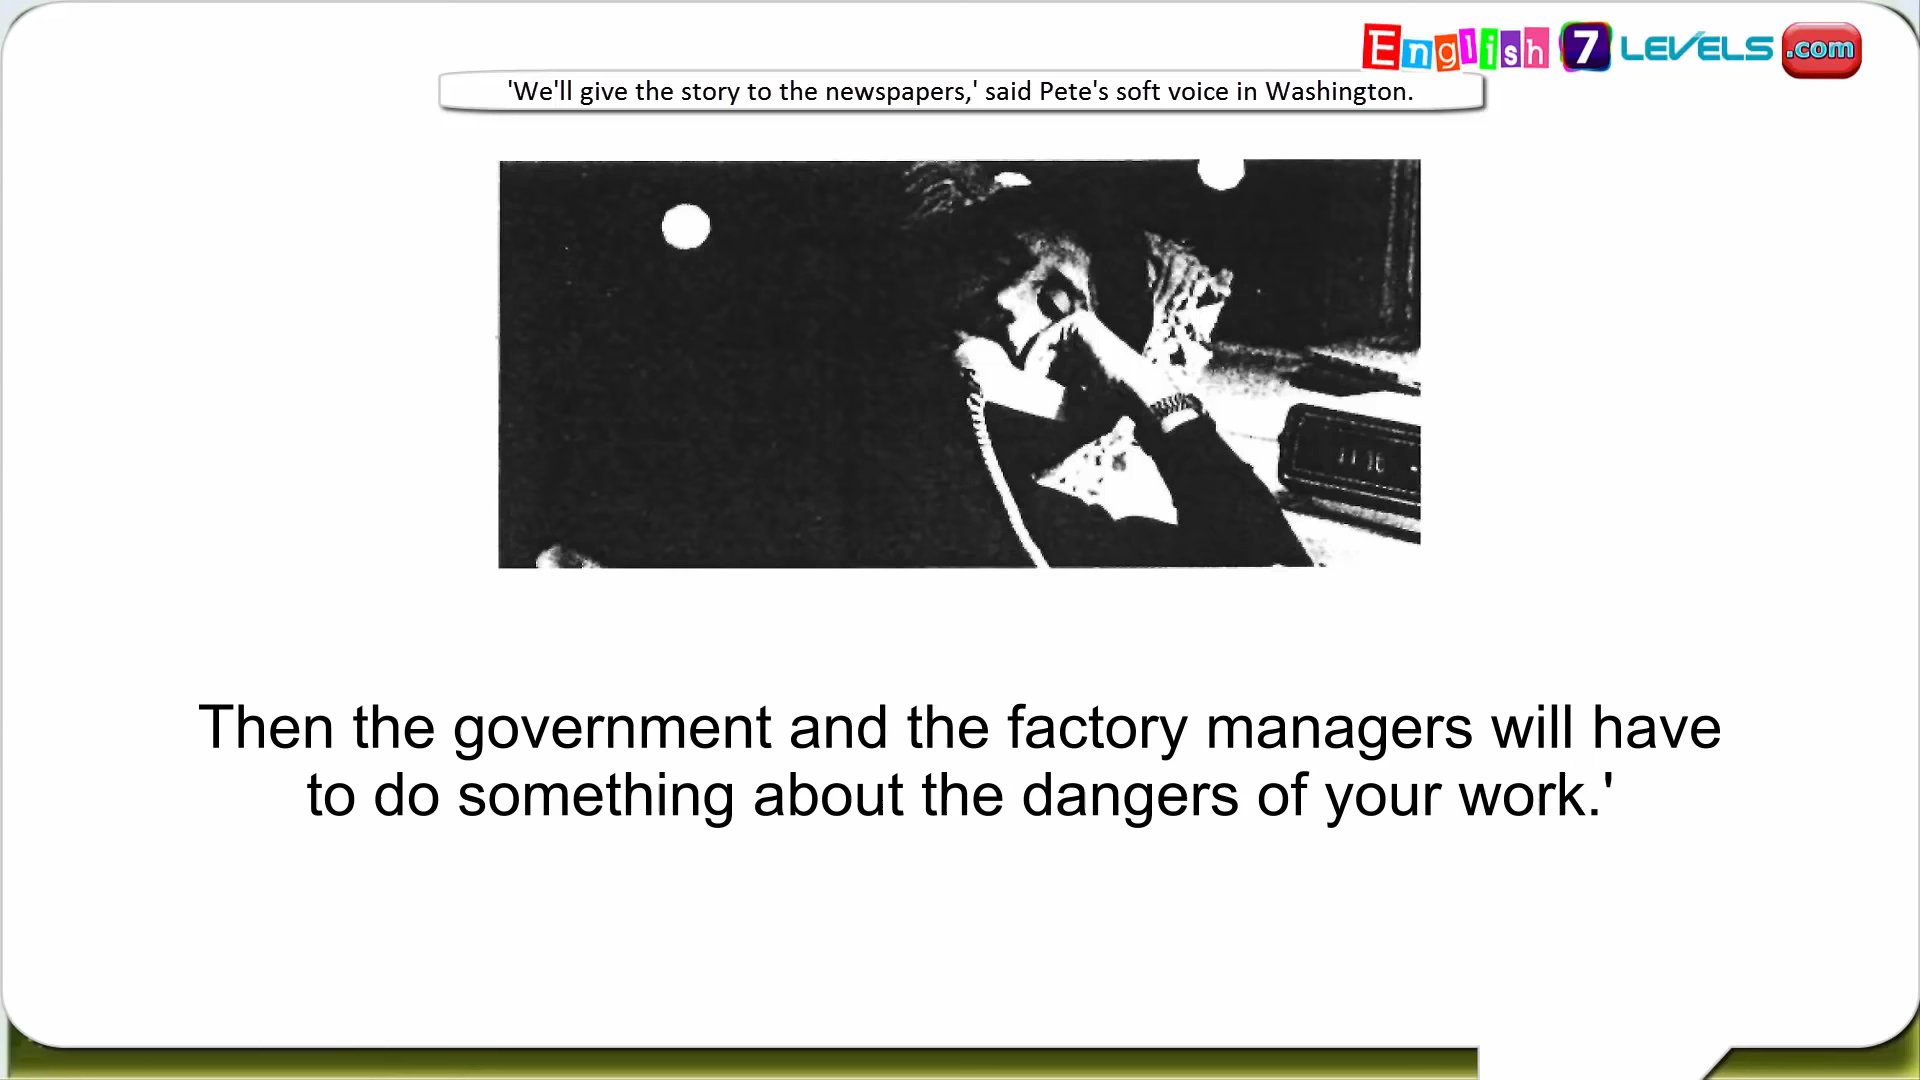 English 7 LEVELS .com
'We'll give the story to the newspapers,' said Pete's soft voice in Washington.
Then the government and the factory managers will have
to do something about the dangers of your work.'